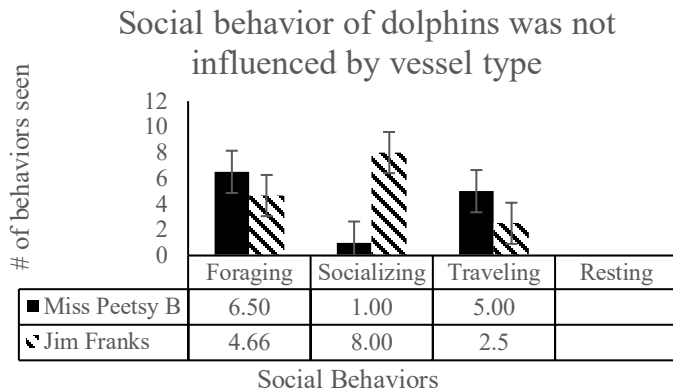 Social behavior of dolphins was not
influenced by vessel type
# of behaviors seen
12
10
8
6
4
2
0
Foraging Socializing Traveling Resting
Miss Peetsy B 6.50 1.00 5.00
Jim Franks 4.66 8.00 2.5
Social Behaviors